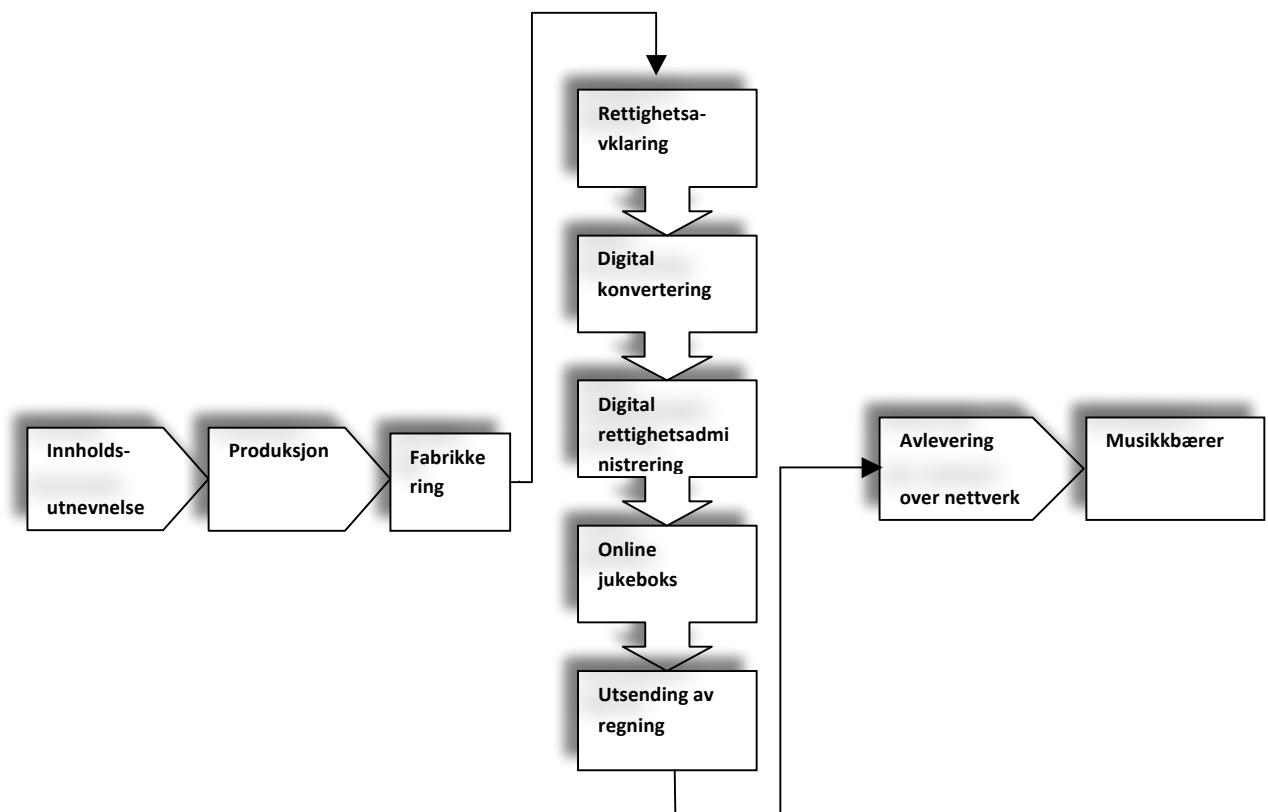 Innholds-
utnevnelse
Produksjon
Fabrikke
ring
Rettighetsa-
vklaring
Digital
konvertering
Digital
rettighetsadmi
nistrering
Online
jukeboks
Utsending av
regning
Avlevering
over nettverk
Musikkbærer